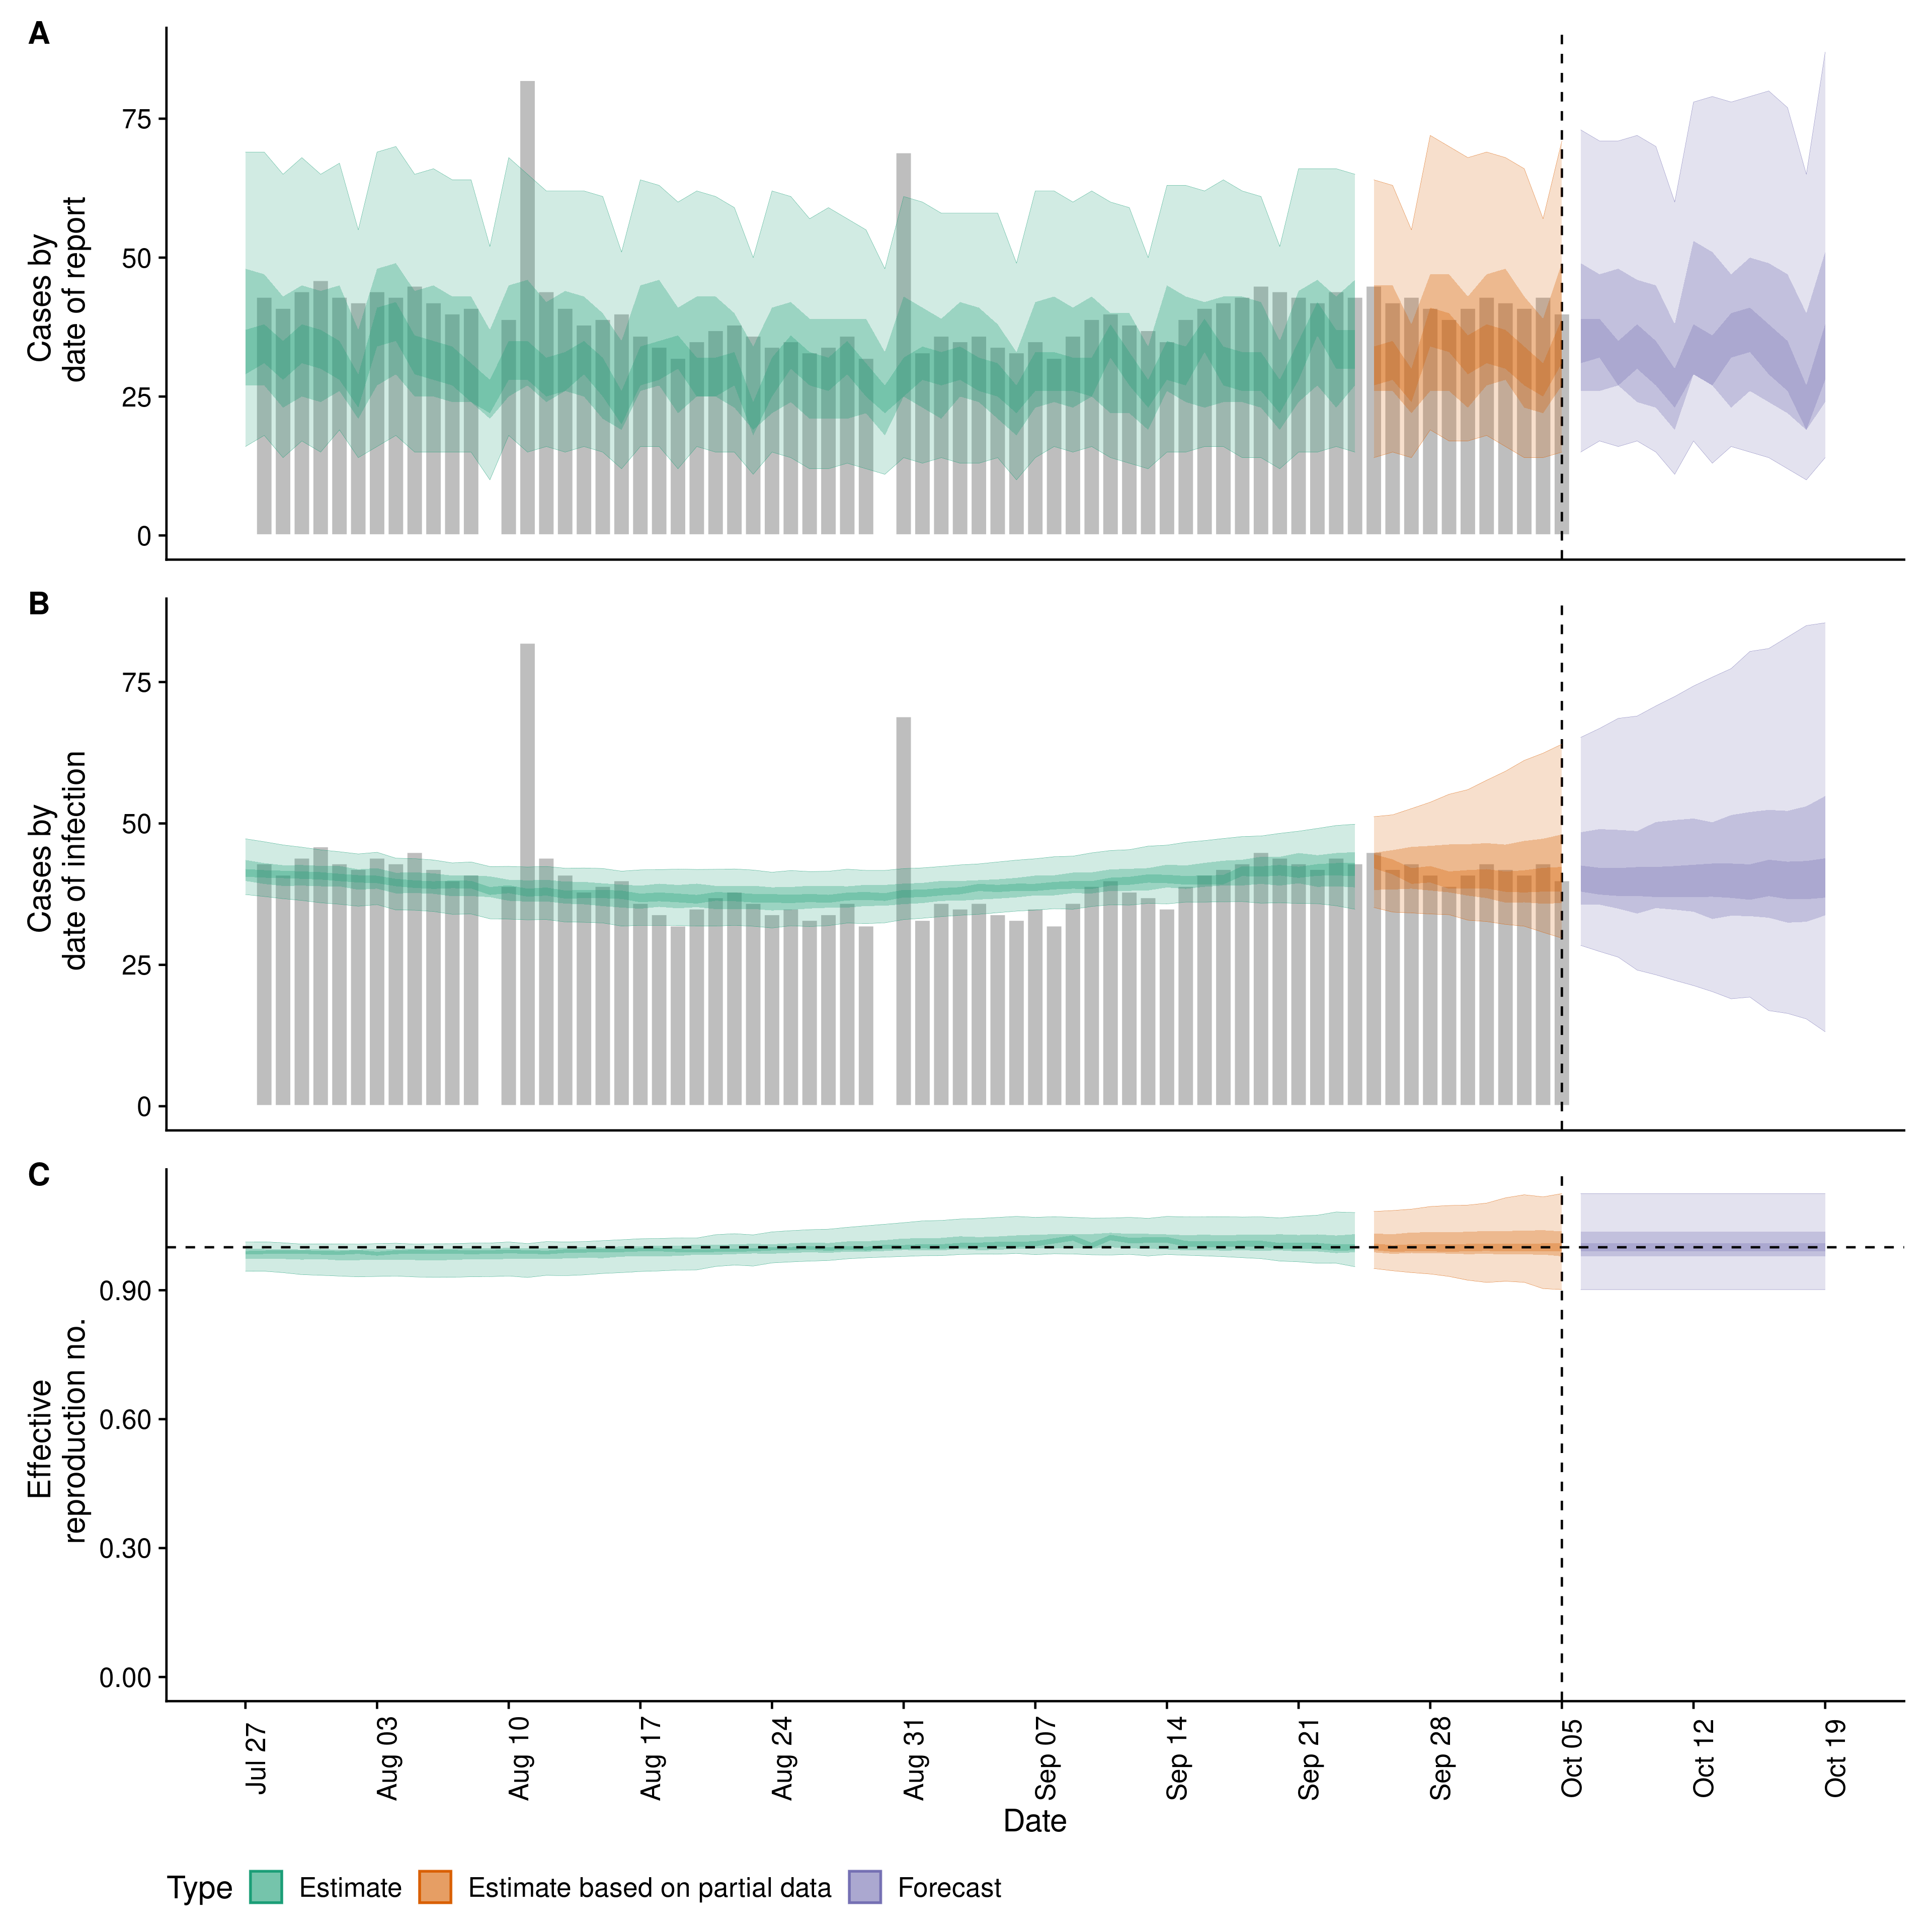 A
Cases by
date of report
75
50
25
0
B
Cases by
date of infection
75
50
25
0
C
Effective
reproduction no.
0.90
0.60
0.30
0.00
Jul 27
Aug 03
Aug 10
Aug 17
Aug 24
Aug 31
Sep 07
Sep 14
Sep 21
Sep 28
Oct 05
Oct 12
Oct 19
Date
Type Estimate Estimate based on partial data Forecast